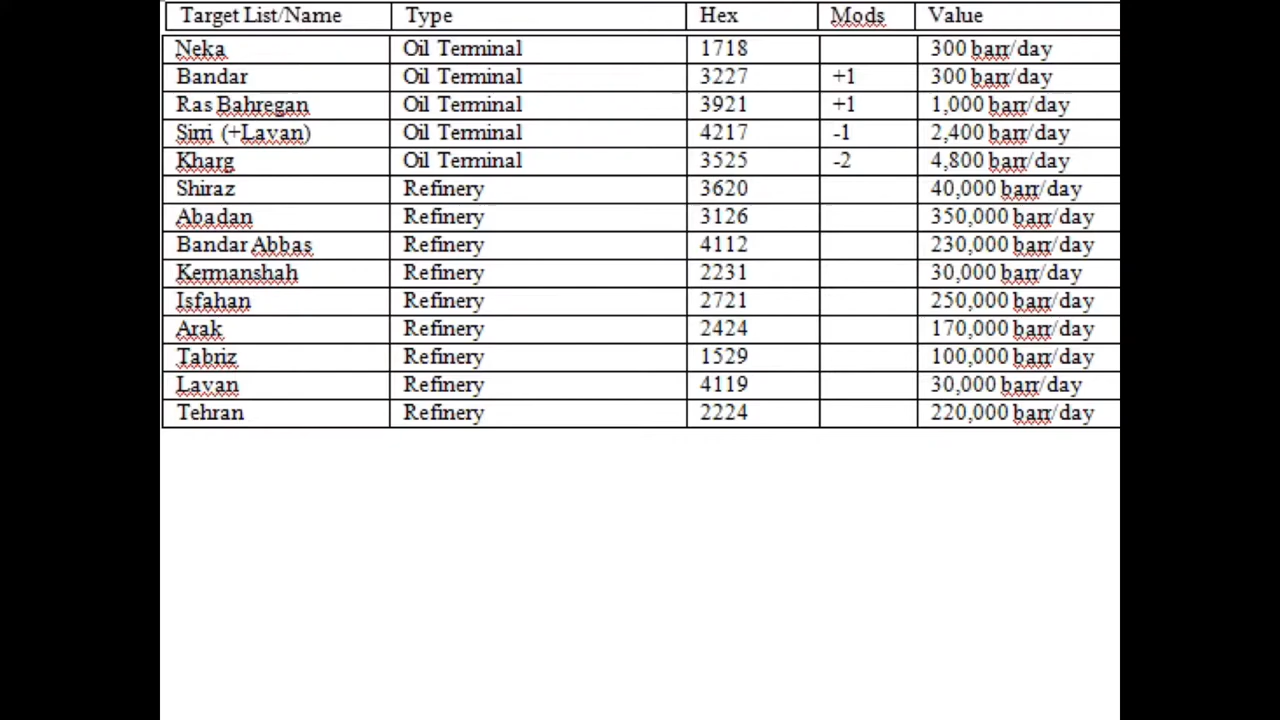 Target List/Name Type Hex Mods Value
Neka Oil Terminal 1718 300 barr/day
Bandar Oil Terminal 3227 +1 300 barr/day
Ras Bahregan Oil Terminal 3921 +1 1,000 barr/day
Sirri (+Lavan) Oil Terminal 4217 -1 2,400 barr/day
Kharg Oil Terminal 3525 -2 4,800 barr/day
Shiraz Refinery 3620 40,000 barr/day
Abadan Refinery 3126 350,000 barr/day
Bandar Abbas Refinery 4112 230,000 barr/day
Kermanshah Refinery 2231 30,000 barr/day
Isfahan Refinery 2721 250,000 barr/day
Arak Refinery 2424 170,000 barr/day
Tabriz Refinery 1529 100,000 barr/day
Lavan Refinery 4119 30,000 barr/day
Tehran Refinery 2224 220,000 barr/day